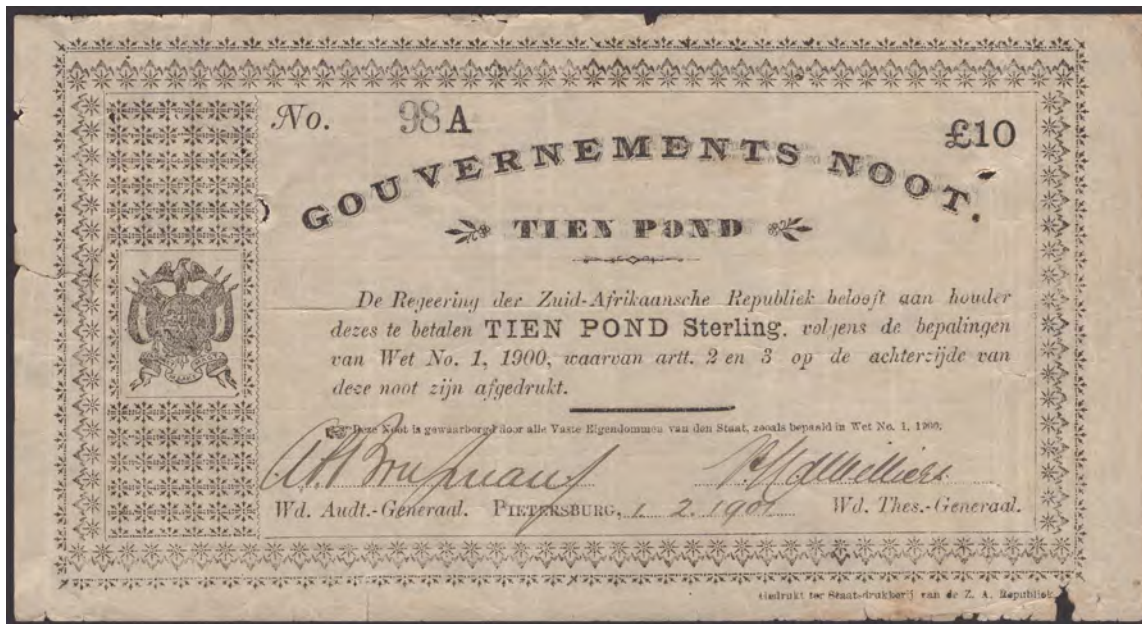 No. 98 A
£10
GOUVERNEMENTS NOOT.
TIEN POND
De Regeering der Zuid-Afrikaansche Republiek belooft aan houder
dezes te betalen TIEN POND Sterling, volgens de bepalingen
van Wet No. 1, 1900, waarvan artt. 2 en 3 op de achterzijde van
deze noot zijn afgedrukt.
Deze Noot is gewaarborgd door alle Vaste Eigendommen van den Staat, zooals bepaald in Wet No. 1, 1900.
Wd. Audt.-Generaal. PIETERSBURG, 1. 2. 1901 Wd. Thes.-Generaal.
Gedrukt ter Staat-drukkerij van de Z. A. Republiek.